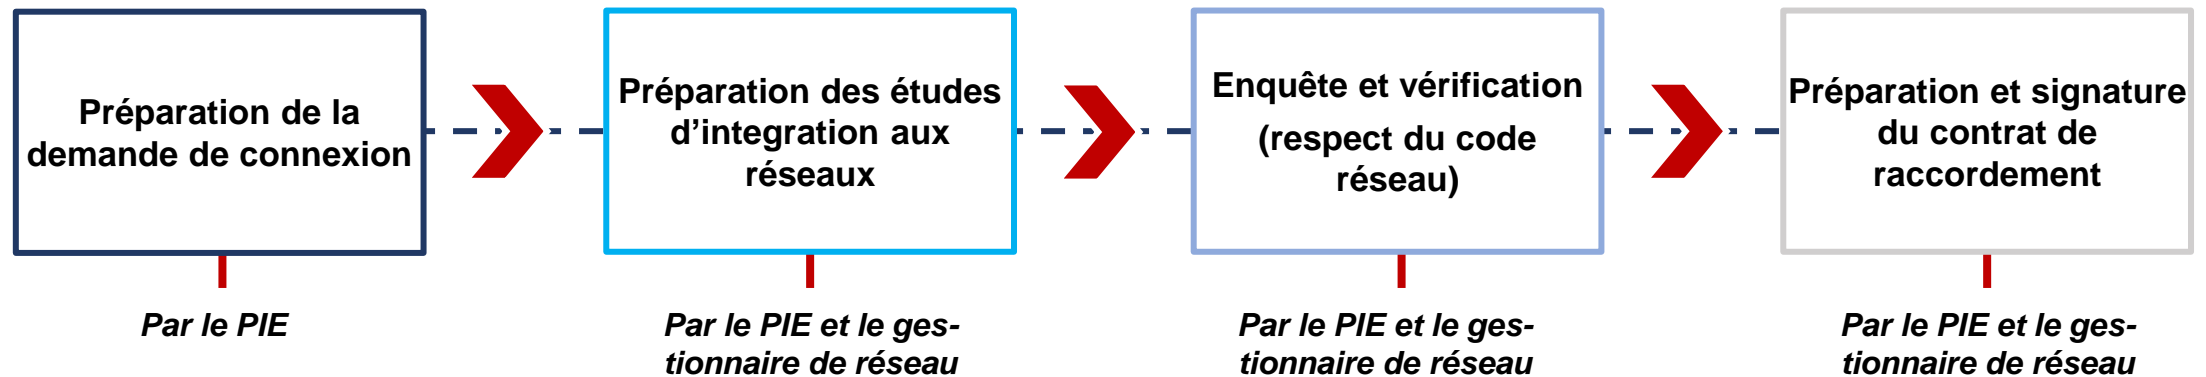 Préparation de la
demande de connexion
Préparation des études
d’integration aux
réseaux
Enquête et vérification
(respect du code
réseau)
Préparation et signature
du contrat de
raccordement
Par le PIE
Par le PIE et le ges-
tionnaire de réseau
Par le PIE et le ges-
tionnaire de réseau
Par le PIE et le ges-
tionnaire de réseau